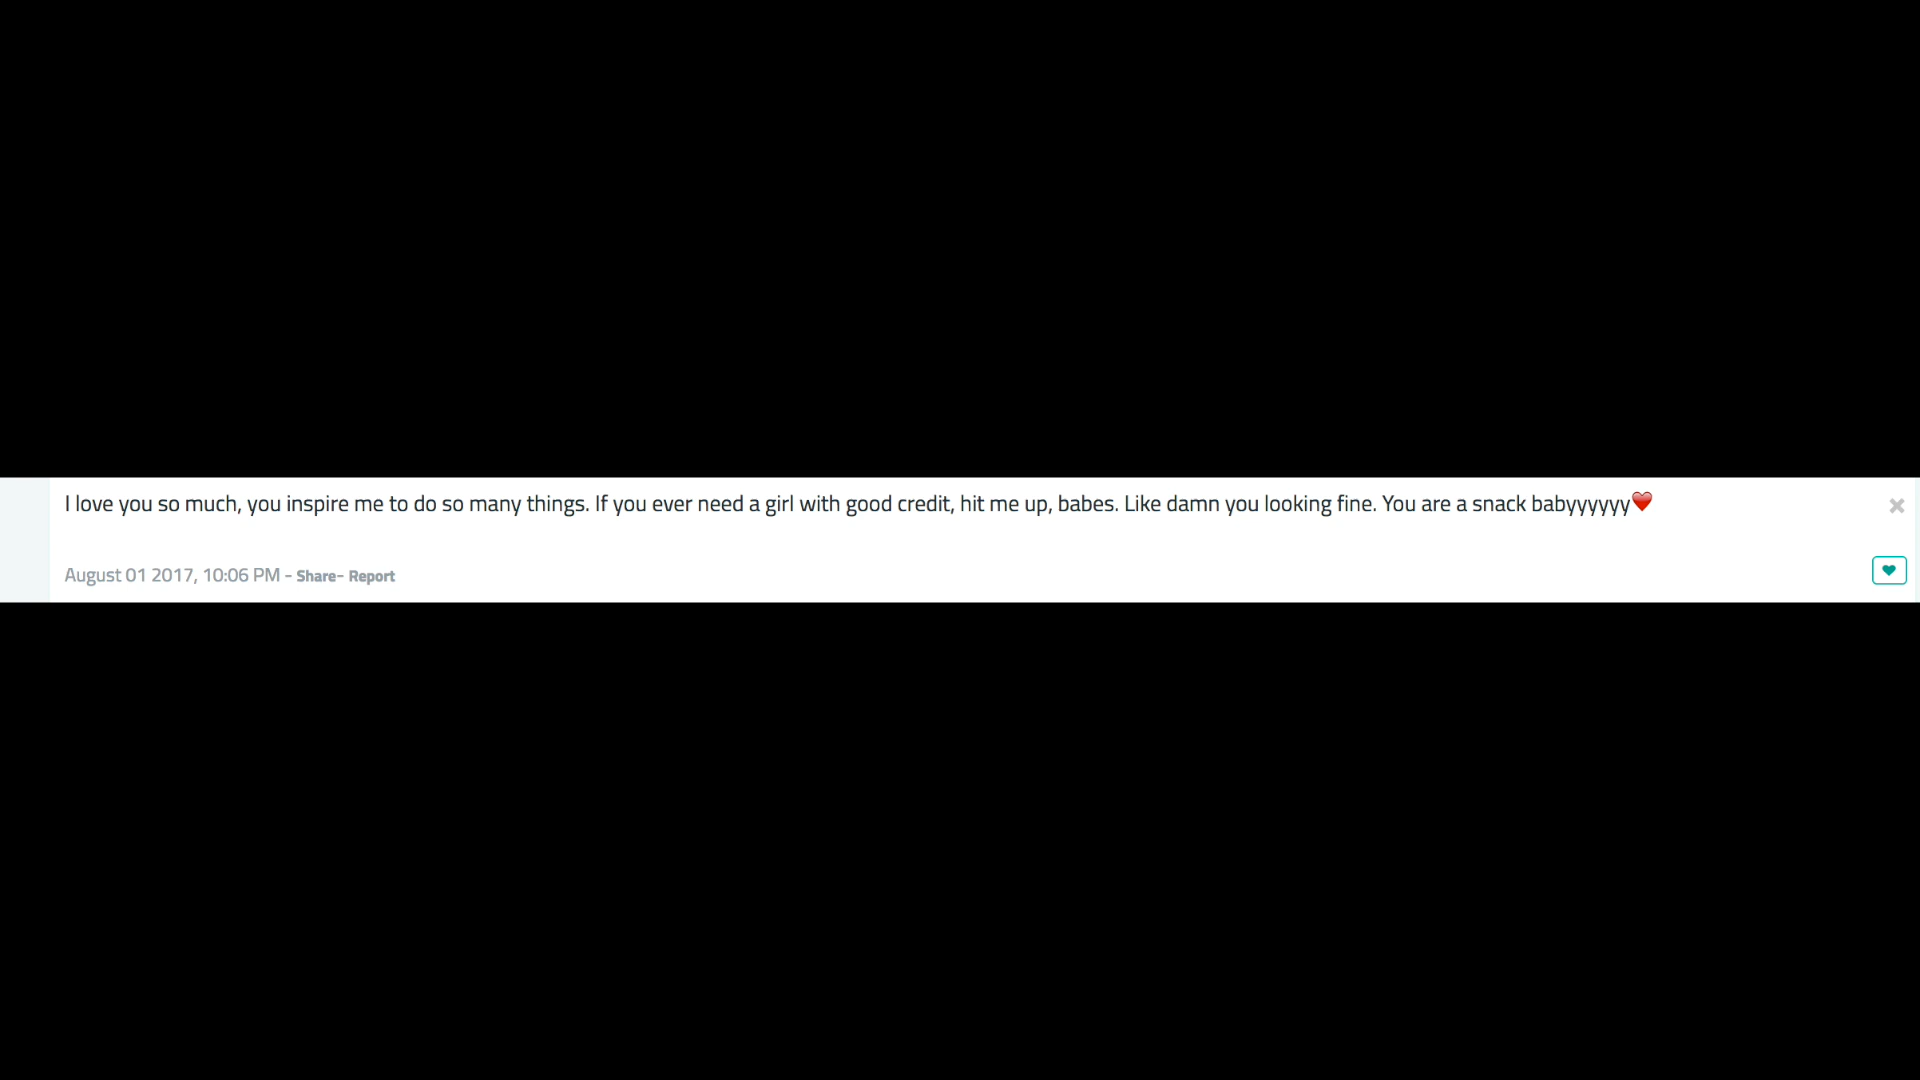 I love you so much, you inspire me to do so many things. If you ever need a girl with good credit, hit me up, babes. Like damn you looking fine. You are a snack babyyyyyy❤️
August 01 2017, 10:06 PM - Share- Report